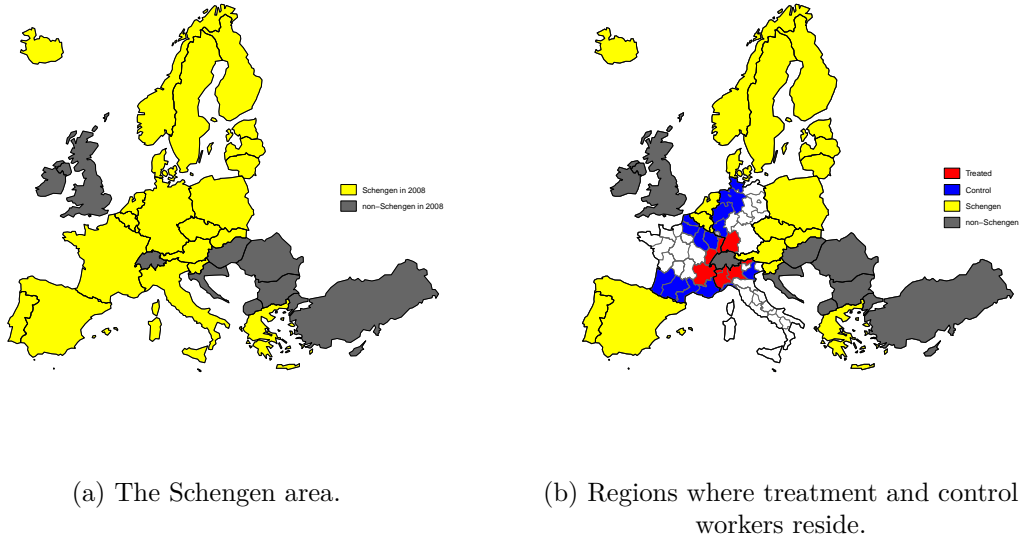 Schengen in 2008
non−Schengen in 2008
Treated
Control
Schengen
non−Schengen
(a) The Schengen area.
(b) Regions where treatment and control
workers reside.